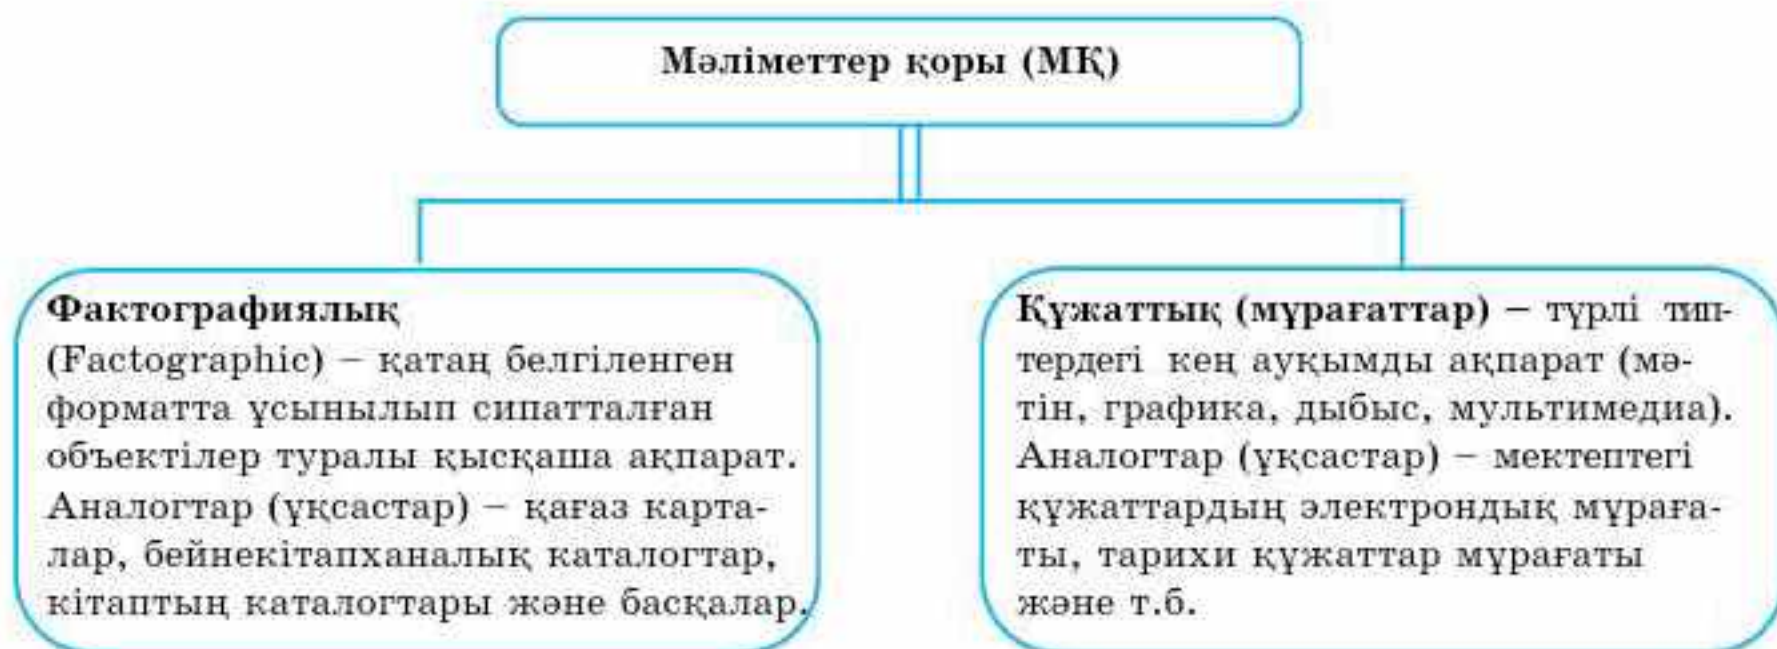 Мәліметтер қоры (МҚ)
Фактографиялық
(Factographic) – қатаң белгіленген
форматта ұсынылып сипатталған
объектілер туралы қысқаша ақпарат.
Аналогтар (ұқсастар) – қағаз карта-
лар, бейнекітапханалық каталогтар,
кітаптың каталогтары және басқалар.
Құжаттық (мұрағаттар) – түрлі тип-
тердегі кең ауқымды ақпарат (мә-
тін, графика, дыбыс, мультимедиа).
Аналогтар (ұқсастар) – мектептегі
құжаттардың электрондық мұраға-
ты, тарихи құжаттар мұрағаты
және т.б.